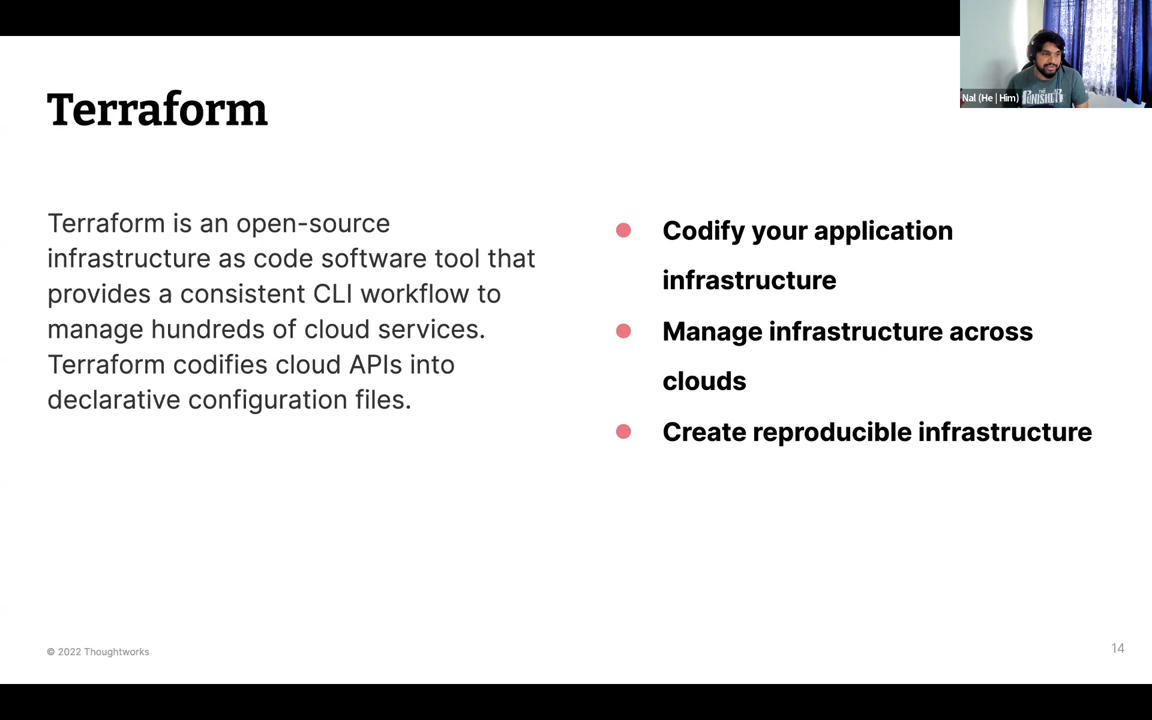 Terraform
Terraform is an open-source
infrastructure as code software tool that
provides a consistent CLI workflow to
manage hundreds of cloud services.
Terraform codifies cloud APIs into
declarative configuration files.
Codify your application
infrastructure
Manage infrastructure across
clouds
Create reproducible infrastructure
© 2022 Thoughtworks
14
Nal (He | Him)
THE
PUNISHER